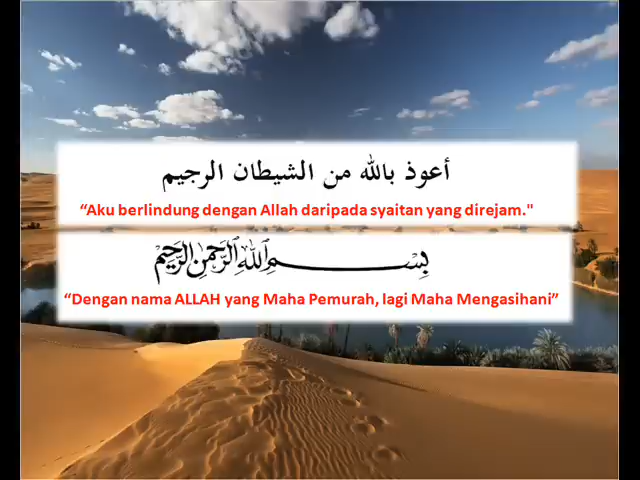 أعوذ بالله من الشيطان الرجيم
“Aku berlindung dengan Allah daripada syaitan yang direjam."
بِسْمِ اللَّهِ الرَّحْمَنِ الرَّحِيمِ
“Dengan nama ALLAH yang Maha Pemurah, lagi Maha Mengasihani”